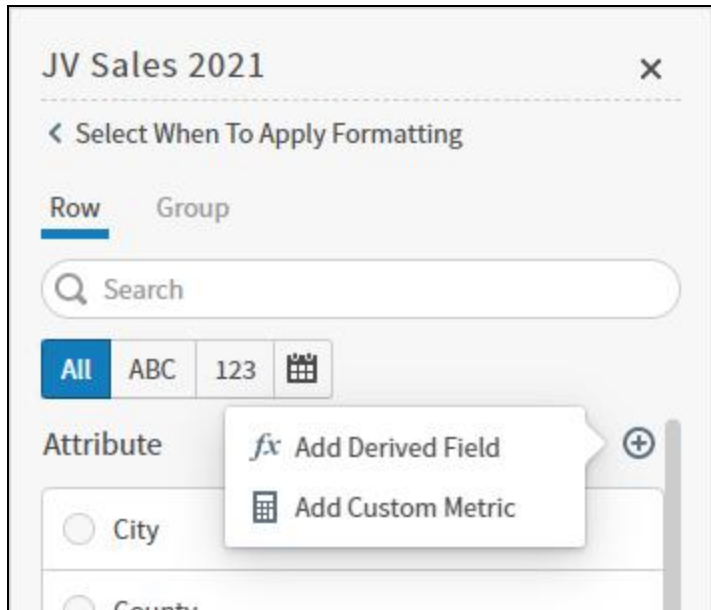 JV Sales 2021
Select When To Apply Formatting
Row Group
Search
All ABC 123
Attribute
fx Add Derived Field
Add Custom Metric
City
County